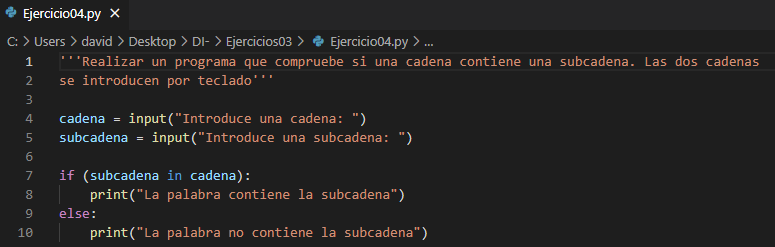 Ejercicio04.py
C: > Users > david > Desktop > DI- > Ejercicios03 > Ejercicio04.py > ...
1 '''Realizar un programa que compruebe si una cadena contiene una subcadena. Las dos cadenas
2 se introducen por teclado'''
3
4 cadena = input("Introduce una cadena: ")
5 subcadena = input("Introduce una subcadena: ")
6
7 if (subcadena in cadena):
8     print("La palabra contiene la subcadena")
9 else:
10     print("La palabra no contiene la subcadena")